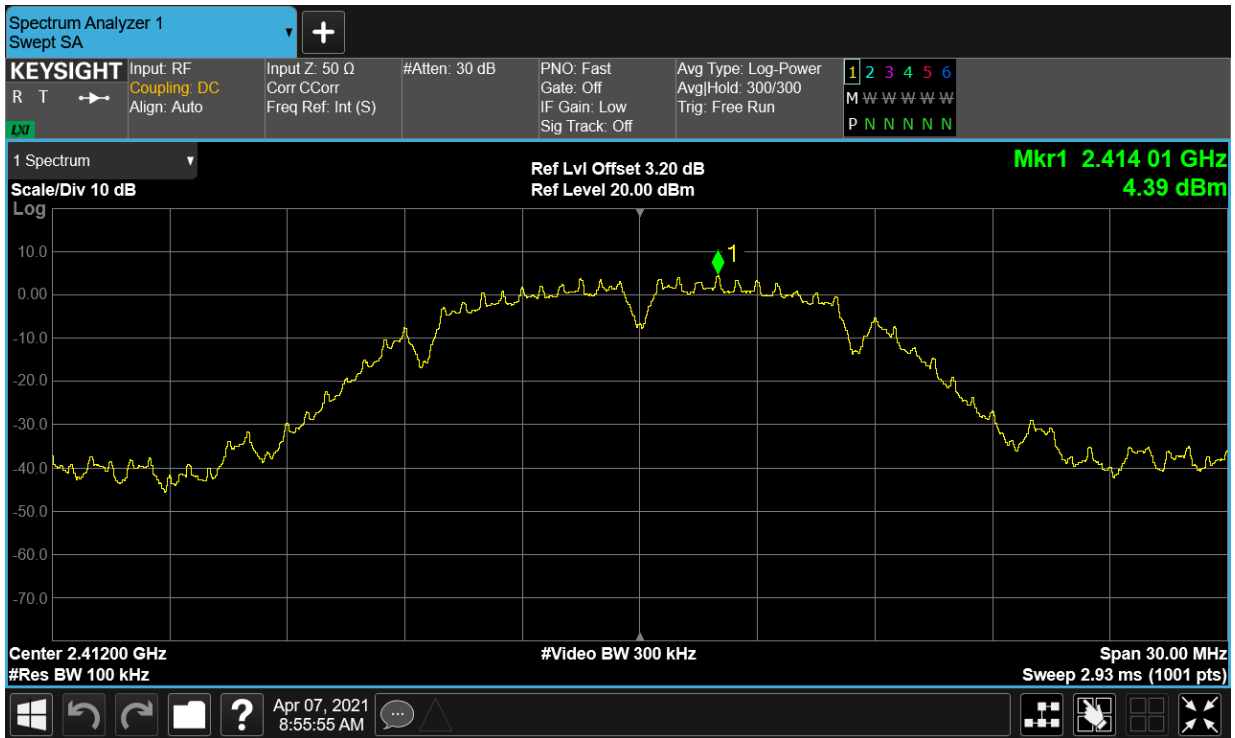 Spectrum Analyzer 1
Swept SA
KEYSIGHT
R T
LXI
Input: RF
Coupling: DC
Align: Auto
Input Z: 50 Ω
Corr CCorr
Freq Ref: Int (S)
#Atten: 30 dB
PNO: Fast
Gate: Off
IF Gain: Low
Sig Track: Off
Avg Type: Log-Power
Avg|Hold: 300/300
Trig: Free Run
1 2 3 4 5 6
M W W W W W
P N N N N N N
1 Spectrum
Scale/Div 10 dB
Log
Ref Lvl Offset 3.20 dB
Ref Level 20.00 dBm
Mkr1 2.414 01 GHz
4.39 dBm
1
10.0
0.00
-10.0
-20.0
-30.0
-40.0
-50.0
-60.0
-70.0
Center 2.41200 GHz
#Res BW 100 kHz
#Video BW 300 kHz
Span 30.00 MHz
Sweep 2.93 ms (1001 pts)
?
Apr 07, 2021
8:55:55 AM